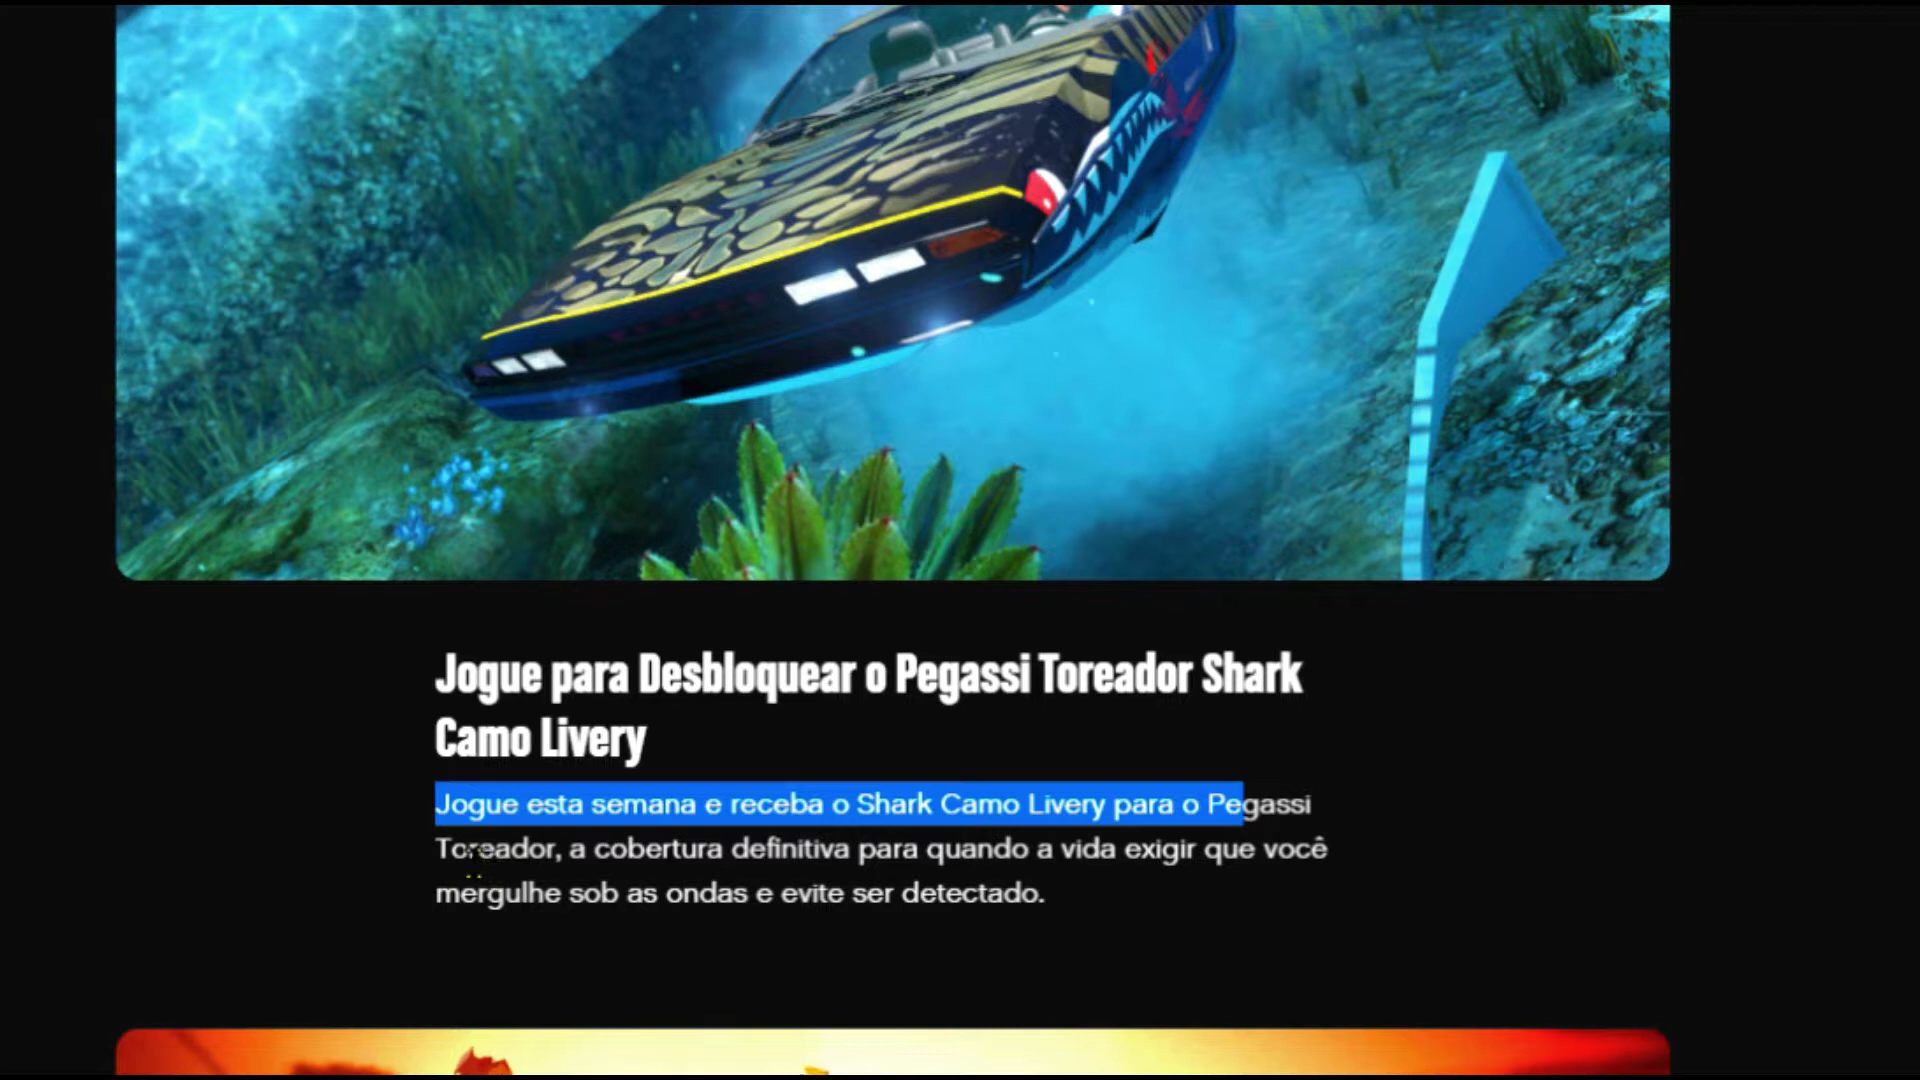 Jogue para Desbloquear o Pegassi Toreador Shark
Camo Livery
Jogue esta semana e receba o Shark Camo Livery para o Pegassi
Toreador, a cobertura definitiva para quando a vida exigir que você
mergulhe sob as ondas e evite ser detectado.